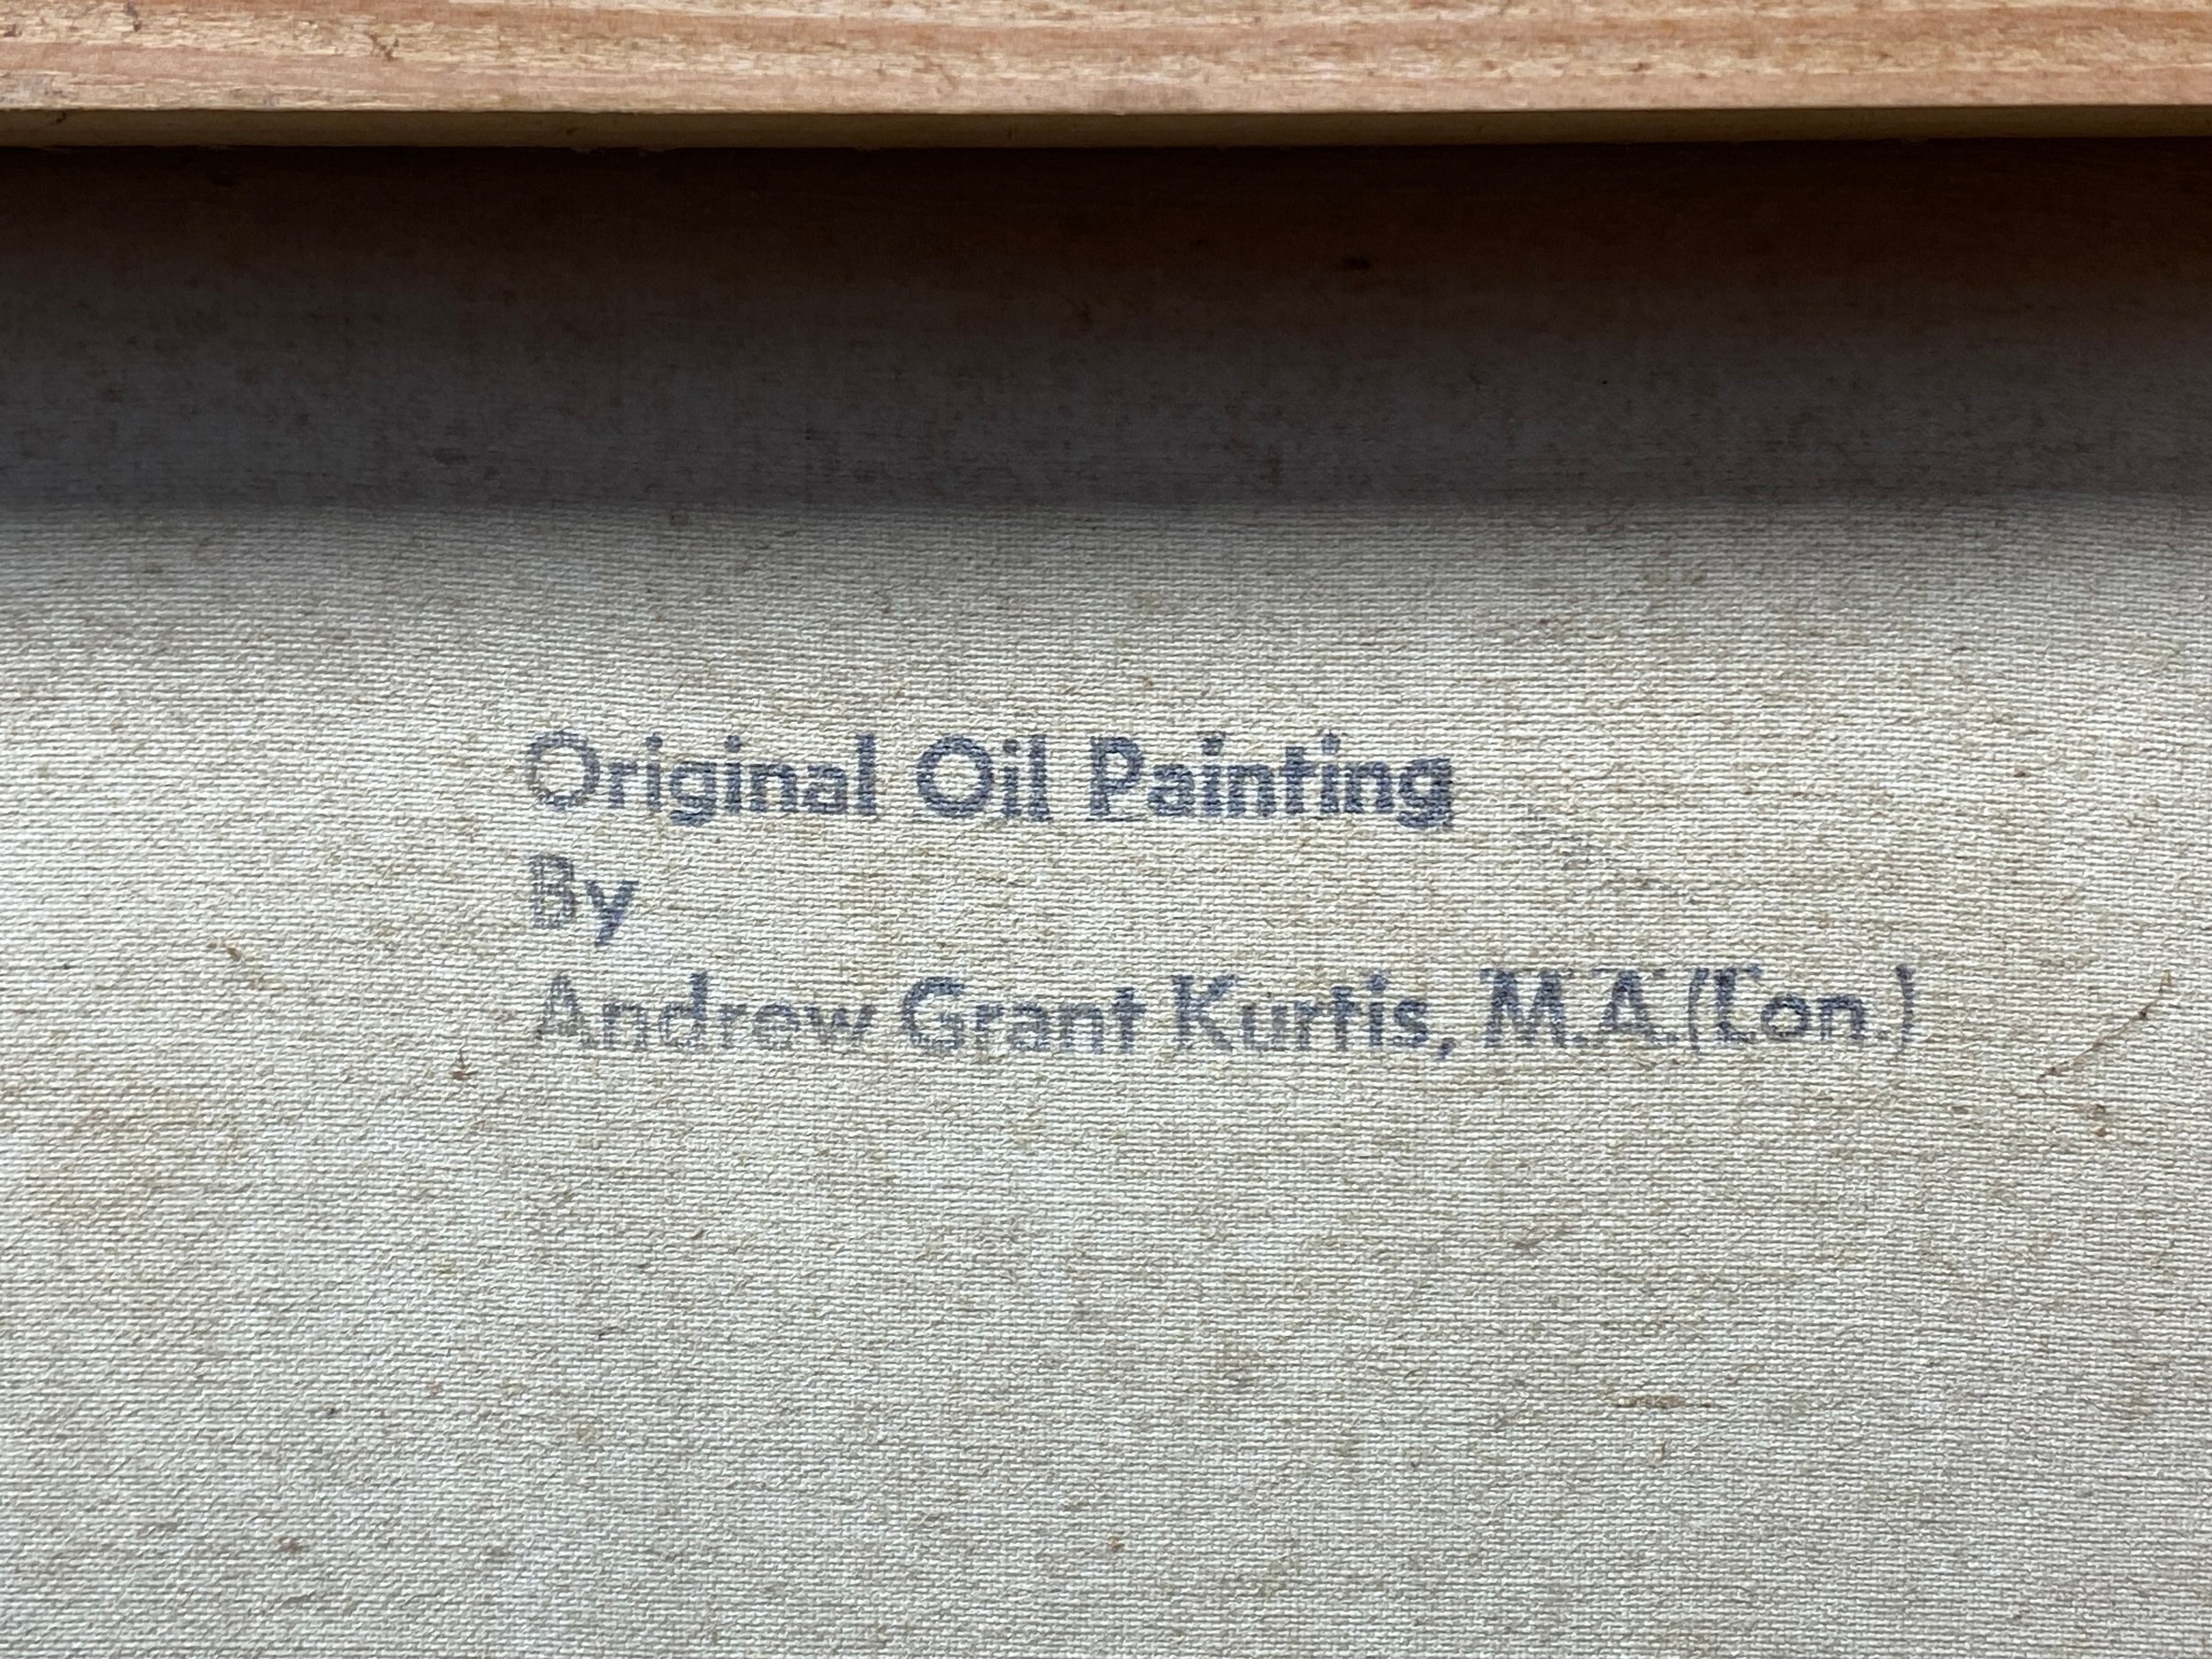 Original Oil Painting
By
Andrew Grant Kurtis, M.A.(Lon.)